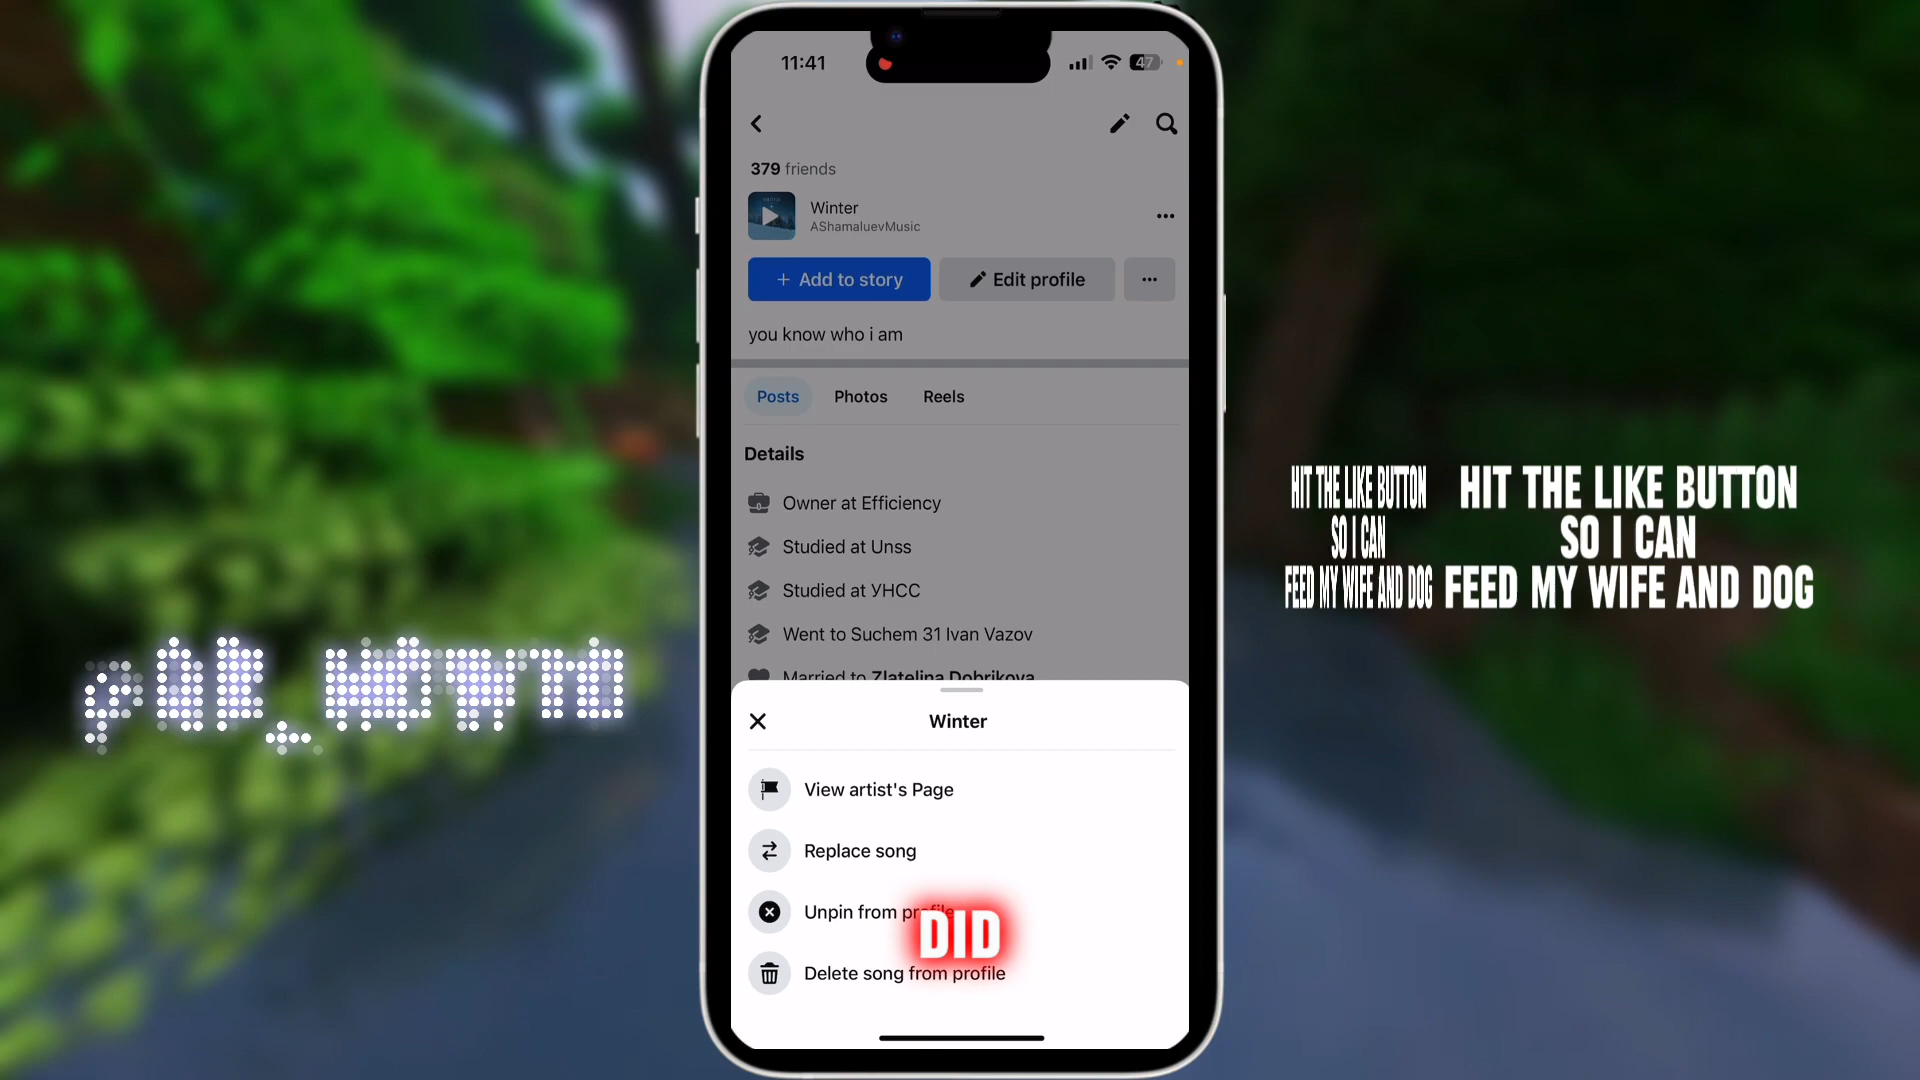 11:41
47
379 friends
Winter
AShamaluevMusic
+ Add to story
Edit profile
you know who i am
Posts
Photos
Reels
Details
Owner at Efficiency
Studied at Unss
Studied at УНСС
Went to Suchem 31 Ivan Vazov
Married to Zlatelina Dobrikova
Winter
View artist's Page
Replace song
Unpin from profile
DID
Delete song from profile
HIT THE LIKE BUTTON
SO I CAN
FEED MY WIFE AND DOG
HIT THE LIKE BUTTON
SO I CAN
FEED MY WIFE AND DOG